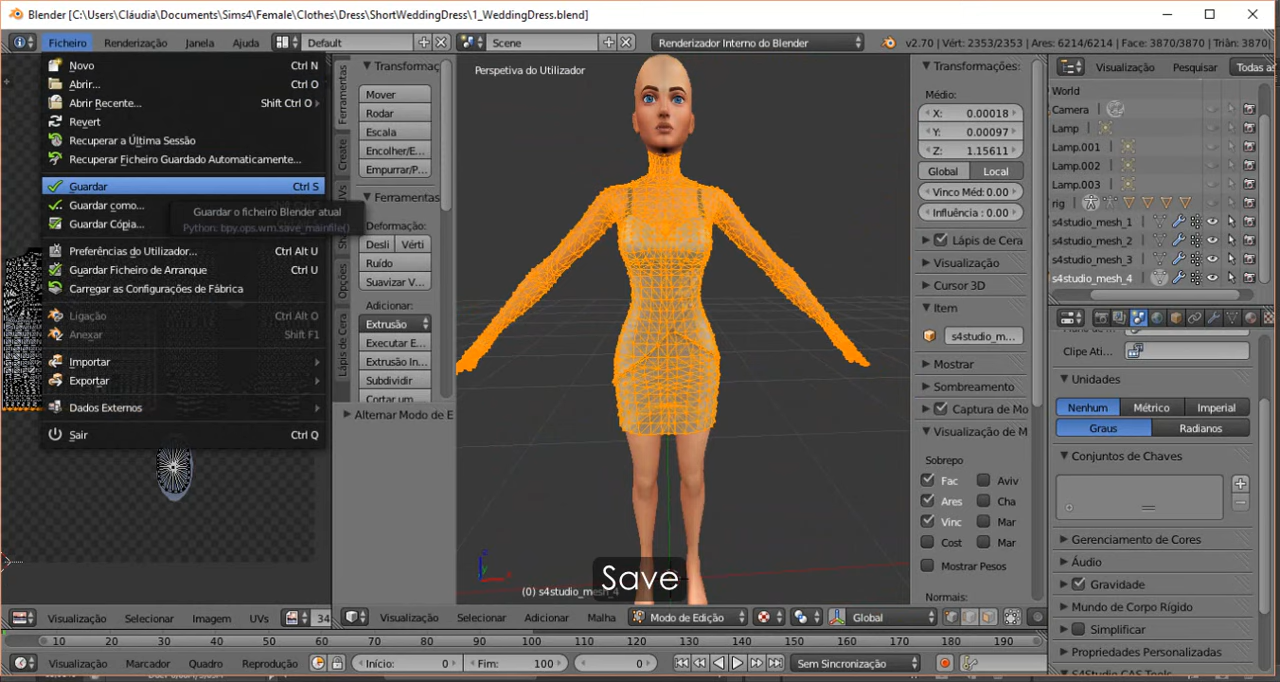 Blender [C:\Users\Cláudia\Documents\Sims4\Female\Clothes\Dress\ShortWeddingDress\1_WeddingDress.blend]
Ficheiro Renderização Janela Ajuda Default Scene Renderizador Interno do Blender v2.70 | Vért: 2353/2353 | Ares: 6214/6214 | Face: 3870/3870 | Trián: 3870|
Novo Ctrl N
Abrir... Ctrl O
Abrir Recente... Shift Ctrl O
Revert
Recuperar a Última Sessão
Recuperar Ficheiro Guardado Automaticamente...
Guardar Ctrl S
Guardar como...
Guardar Cópia...
Guardar o ficheiro Blender atual
Python: bpy.ops.wm.save_mainfile()
Preferências do Utilizador... Ctrl Alt U
Guardar Ficheiro de Arranque Ctrl U
Carregar as Configurações de Fábrica
Ligação Ctrl Alt O
Anexar Shift F1
Importar
Exportar
Dados Externos
Sair Ctrl Q
Ferramentas
Create
UVs
Opções
Lápis de Cera
Transformaç
Mover
Rodar
Escala
Encolher/E...
Empurrar/P...
Ferramentas
Deformação:
Desli Vérti
Ruído
Suavizar V...
Adicionar:
Extrusão
Executar E...
Extrusão In...
Subdividir
Cortar um
Alternar Modo de E
Perspetiva do Utilizador
Save
(0) s4studio_mesh_4
Transformações:
Médio:
X: 0.00018
Y: 0.00097
Z: 1.15611
Global Local
Vinco Méd: 0.00
Influência : 0.00
Lápis de Cera
Visualização
Cursor 3D
Item
s4studio_m...
Mostrar
Sombreamento
Captura de Mo
Visualização de M
Sobrepo
Fac Aviv
Ares Cha
Vinc Mar
Cost Mar
Mostrar Pesos
Normais:
Visualização Pesquisar Todas as
World
Camera
Lamp
Lamp.001
Lamp.002
Lamp.003
rig
s4studio_mesh_1
s4studio_mesh_2
s4studio_mesh_3
s4studio_mesh_4
Clipe Ati...
Unidades
Nenhum Métrico Imperial
Graus Radianos
Conjuntos de Chaves
Gerenciamento de Cores
Áudio
Gravidade
Mundo de Corpo Rígido
Simplificar
Propriedades Personalizadas
S4Studio CAS Tools
Visualização Selecionar Imagem UVs 34
Visualização Selecionar Adicionar Malha Modo de Edição Global
10 20 30 40 50 60 70 80 90 100 110 120 130 140 150 160 170 180 190
Visualização Marcador Quadro Reprodução Início: 0 Fim: 100 0 Sem Sincronização